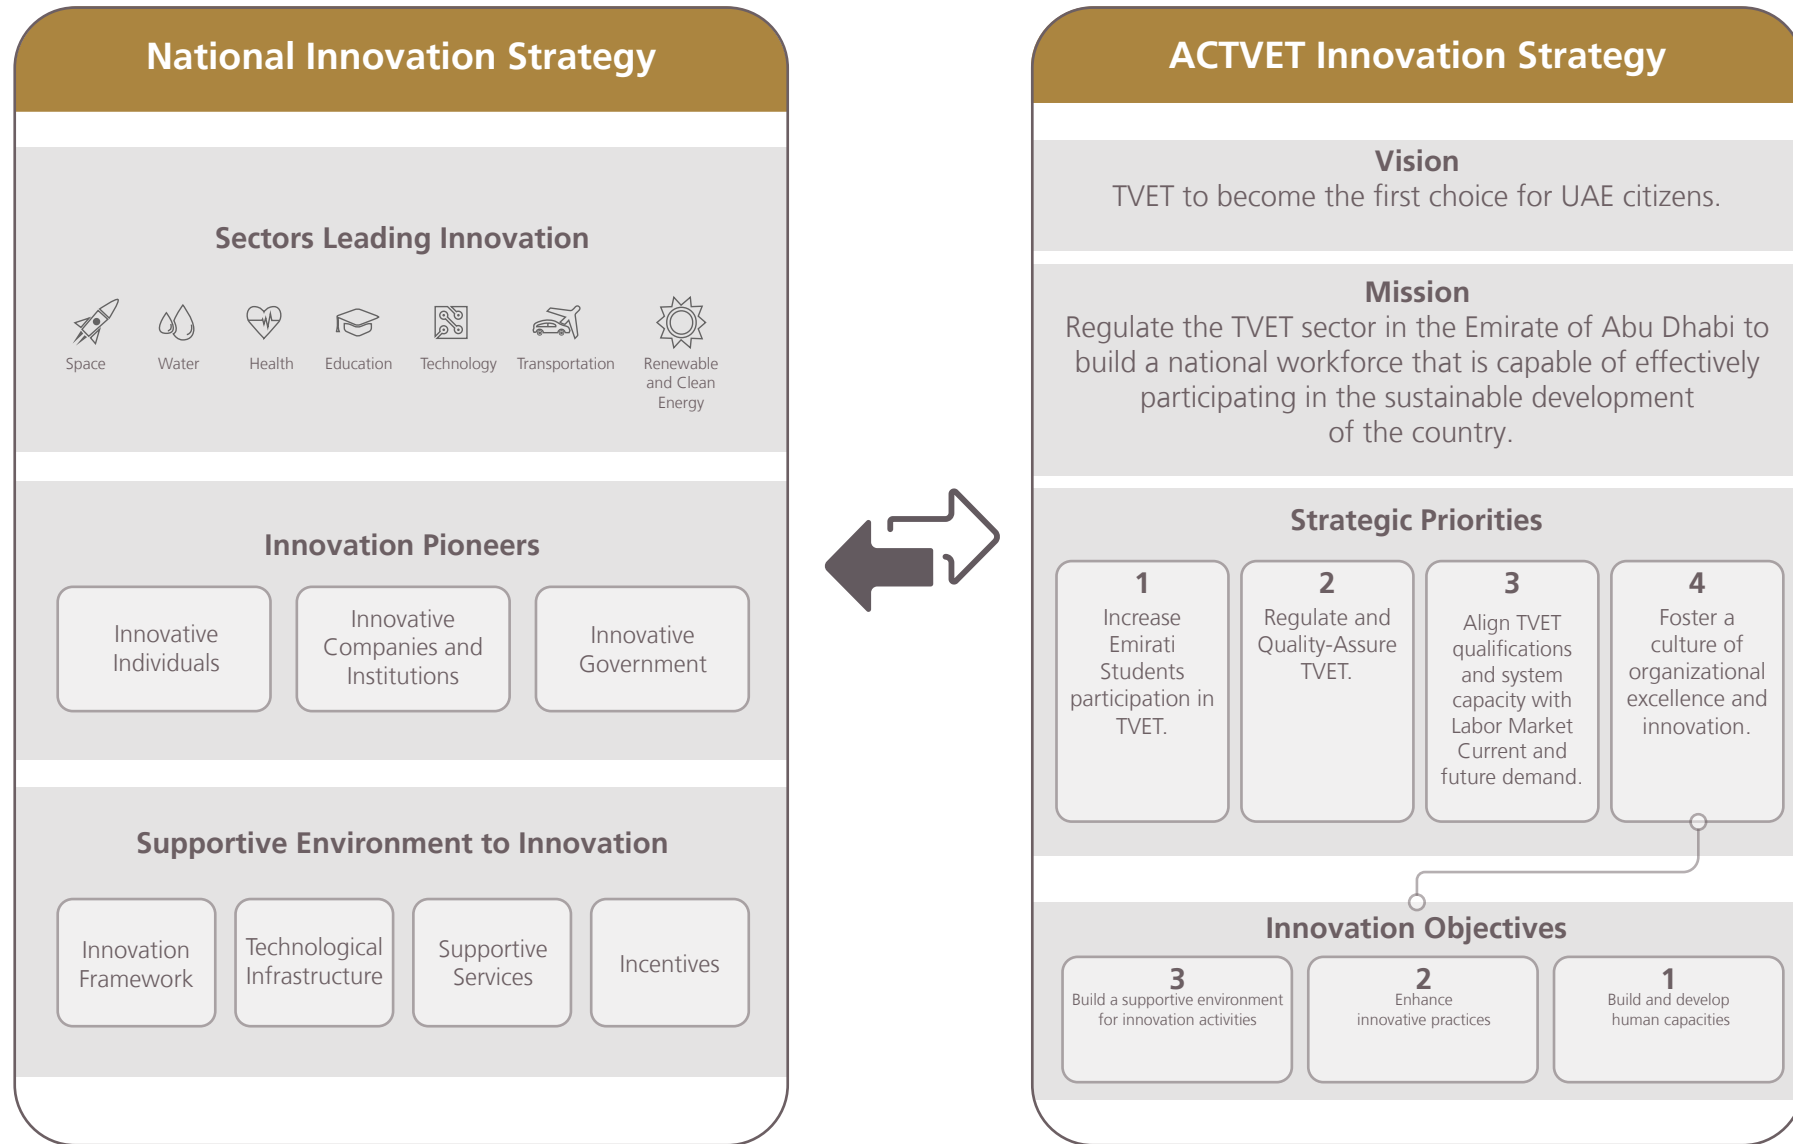 National Innovation Strategy
Sectors Leading Innovation
Space
Water
Health
Education
Technology
Transportation
Renewable
and Clean
Energy
Innovation Pioneers
Innovative
Individuals
Innovative
Companies and
Institutions
Innovative
Government
Supportive Environment to Innovation
Innovation
Framework
Technological
Infrastructure
Supportive
Services
Incentives
ACTVET Innovation Strategy
Vision
TVET to become the first choice for UAE citizens.
Mission
Regulate the TVET sector in the Emirate of Abu Dhabi to
build a national workforce that is capable of effectively
participating in the sustainable development
of the country.
Strategic Priorities
1
Increase
Emirati
Students
participation in
TVET.
2
Regulate and
Quality-Assure
TVET.
3
Align TVET
qualifications
and system
capacity with
Labor Market
Current and
future demand.
4
Foster a
culture of
organizational
excellence and
innovation.
Innovation Objectives
3
Build a supportive environment
for innovation activities
2
Enhance
innovative practices
1
Build and develop
human capacities